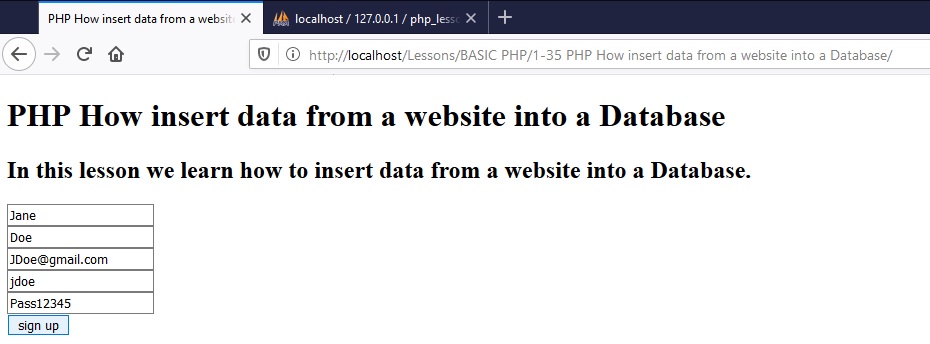 PHP How insert data from a websit
localhost / 127.0.0.1 / php_less
http://localhost/Lessons/BASIC PHP/1-35 PHP How insert data from a website into a Database/
PHP How insert data from a website into a Database
In this lesson we learn how to insert data from a website into a Database.
Jane
Doe
JDoe@gmail.com
jdoe
Pass12345
sign up